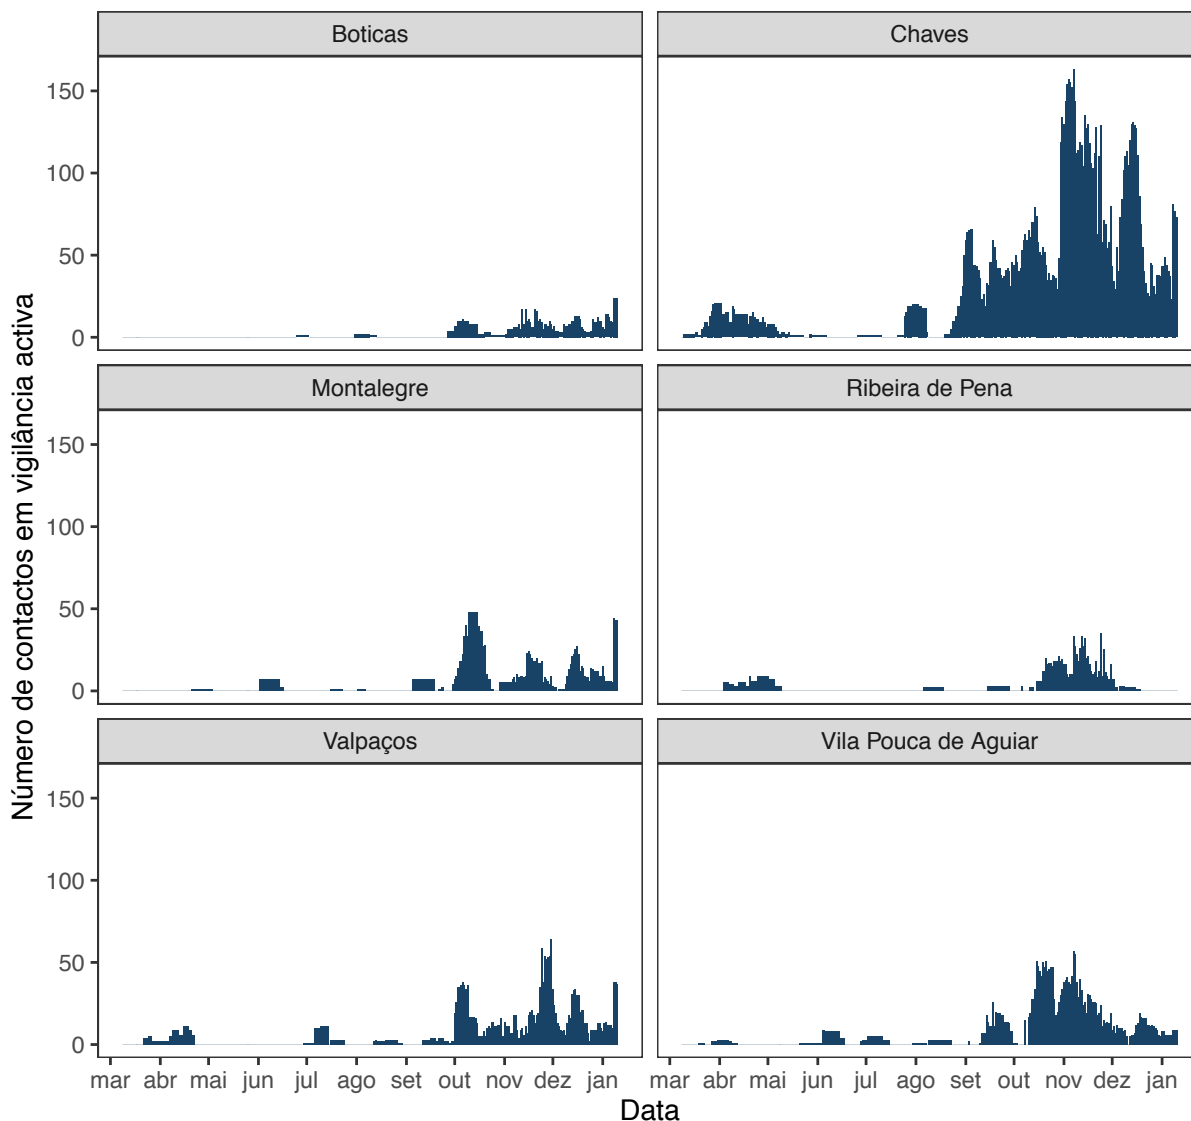 Boticas
Chaves
150
100
50
0
Montalegre
Ribeira de Pena
150
100
50
0
Valpaços
Vila Pouca de Aguiar
150
100
50
0
mar abr mai jun jul ago set out nov dez jan
mar abr mai jun jul ago set out nov dez jan
Data
Número de contactos em vigilância activa